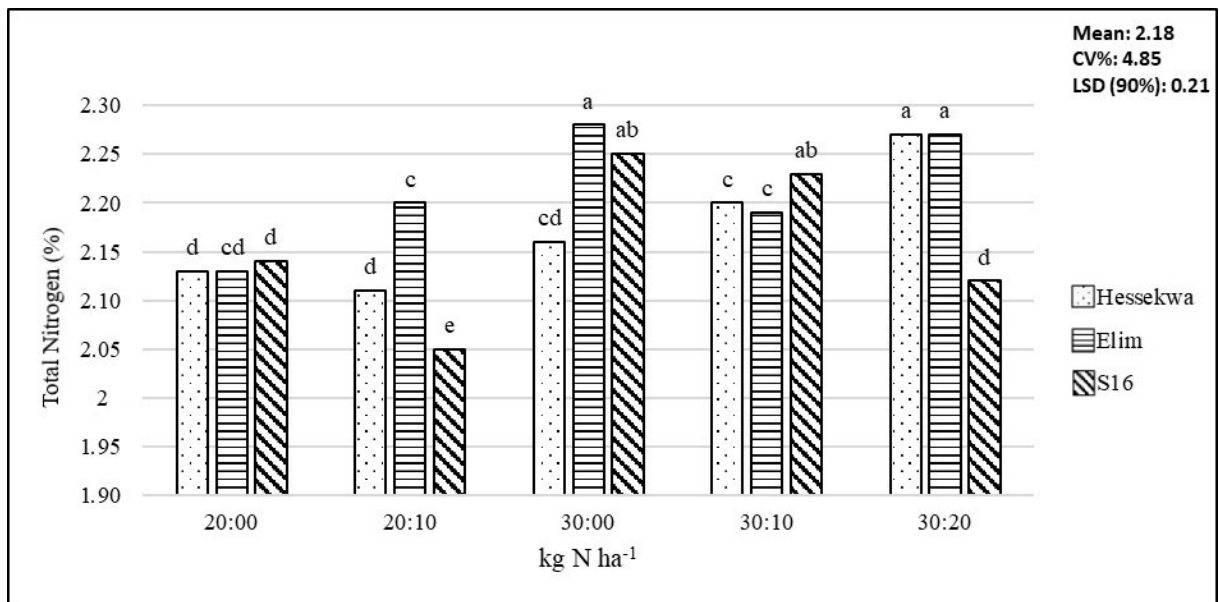 Mean: 2.18
CV%: 4.85
LSD (90%): 0.21
Total Nitrogen (%)
2.30
2.25
2.20
2.15
2.10
2.05
2
1.95
1.90
d cd d
d c e
cd a ab
c c ab
a a d
20:00 20:10 30:00 30:10 30:20
kg N ha⁻¹
Hessekwa
Elim
S16